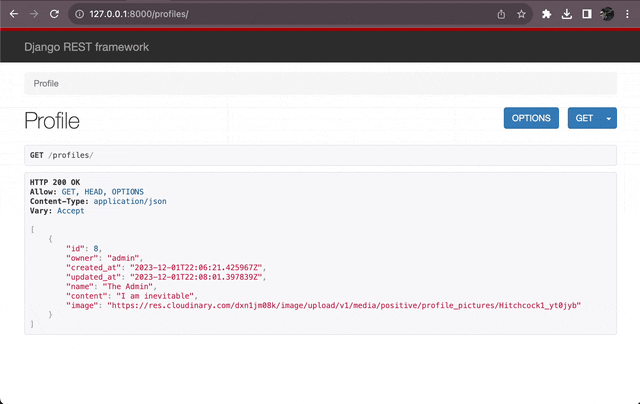 127.0.0.1:8000/profiles/
Django REST framework
Profile
Profile
OPTIONS
GET
GET /profiles/
HTTP 200 OK
Allow: GET, HEAD, OPTIONS
Content-Type: application/json
Vary: Accept
[
    {
        "id": 8,
        "owner": "admin",
        "created_at": "2023-12-01T22:06:21.425967Z",
        "updated_at": "2023-12-01T22:08:01.397839Z",
        "name": "The Admin",
        "content": "I am inevitable",
        "image": "https://res.cloudinary.com/dxn1jm08k/image/upload/v1/media/positive/profile_pictures/Hitchcock1_yt0jyb"
    }
]